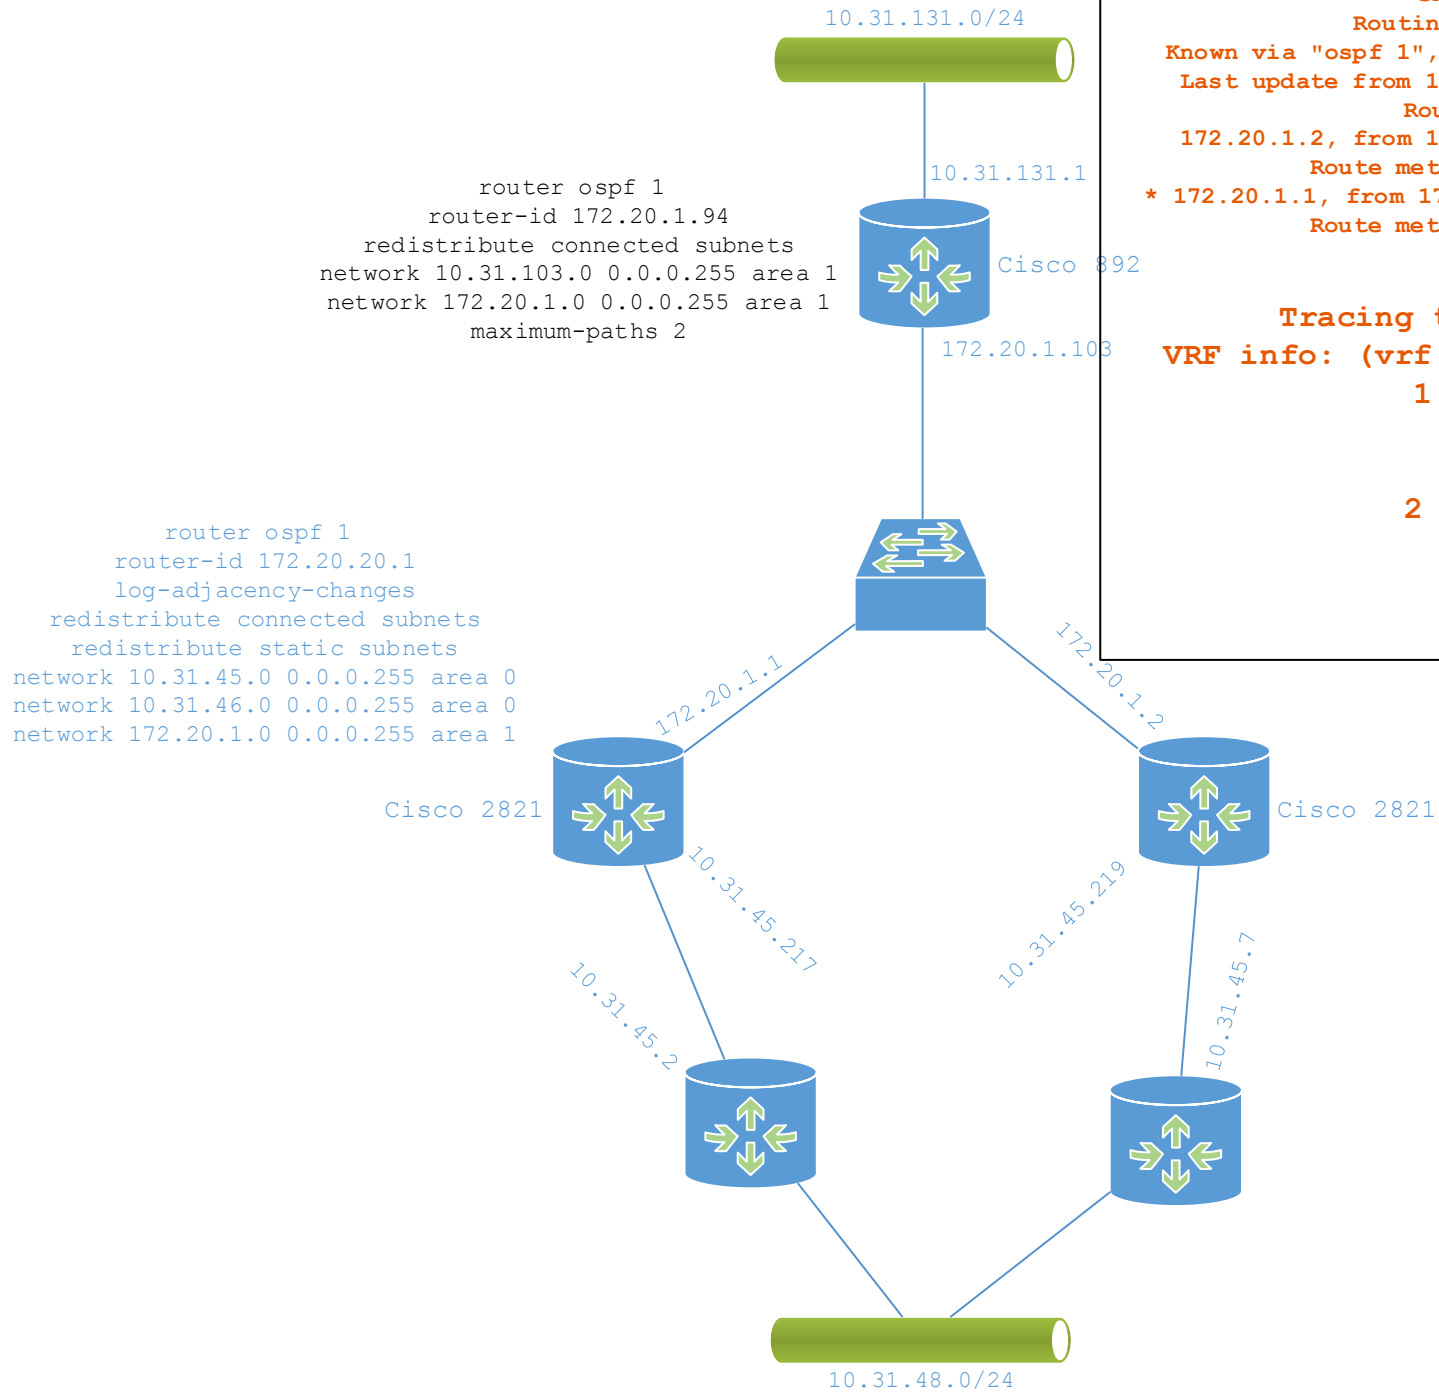 10.31.131.0/24
Known via "ospf 1",
Last update from 1
172.20.1.2, from 1
Route met
* 172.20.1.1, from 17
Route met
Tracing
VRF info: (vrf
1
2
10.31.131.1
router ospf 1
router-id 172.20.1.94
redistribute connected subnets
network 10.31.103.0 0.0.0.255 area 1
network 172.20.1.0 0.0.0.255 area 1
maximum-paths 2
Cisco 892
172.20.1.103
router ospf 1
router-id 172.20.20.1
log-adjacency-changes
redistribute connected subnets
redistribute static subnets
network 10.31.45.0 0.0.0.255 area 0
network 10.31.46.0 0.0.0.255 area 0
network 172.20.1.0 0.0.0.255 area 1
172.20.1.1
172.20.1.2
Cisco 2821
Cisco 2821
10.31.45.217
10.31.45.219
10.31.45.2
10.31.45.7
10.31.48.0/24